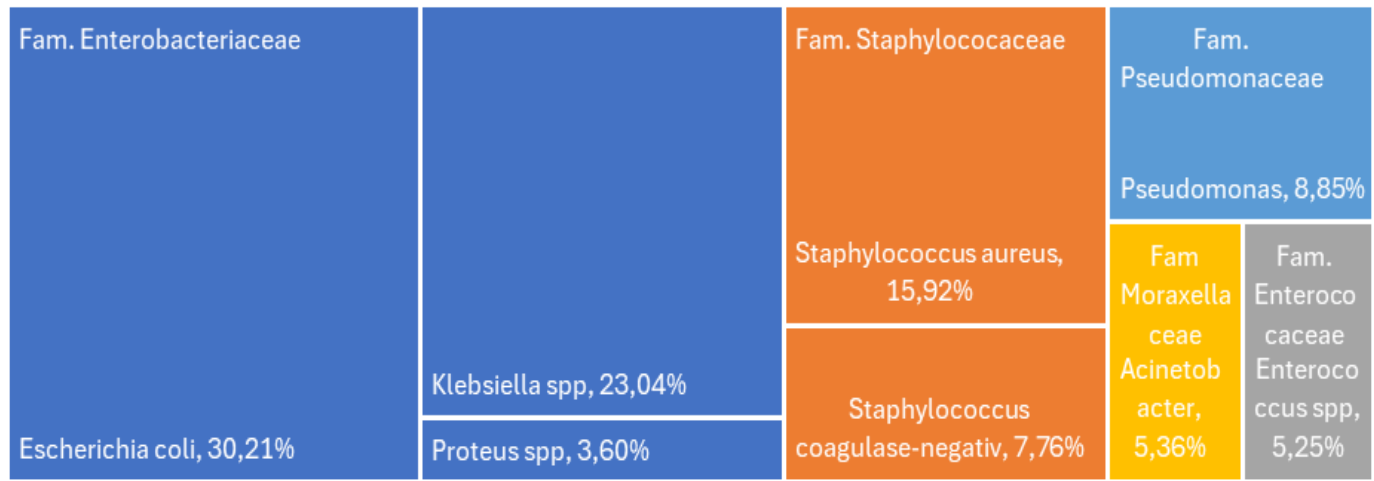 Fam. Enterobacteriaceae
Escherichia coli, 30,21%
Klebsiella spp, 23,04%
Proteus spp, 3,60%
Fam. Staphylococaceae
Staphylococcus aureus,
15,92%
Staphylococcus
coagulase-negativ, 7,76%
Fam.
Pseudomonaceae
Pseudomonas, 8,85%
Fam
Moraxella
ceae
Acinetob
acter,
5,36%
Fam.
Enteroco
caceae
Enteroco
ccus spp,
5,25%